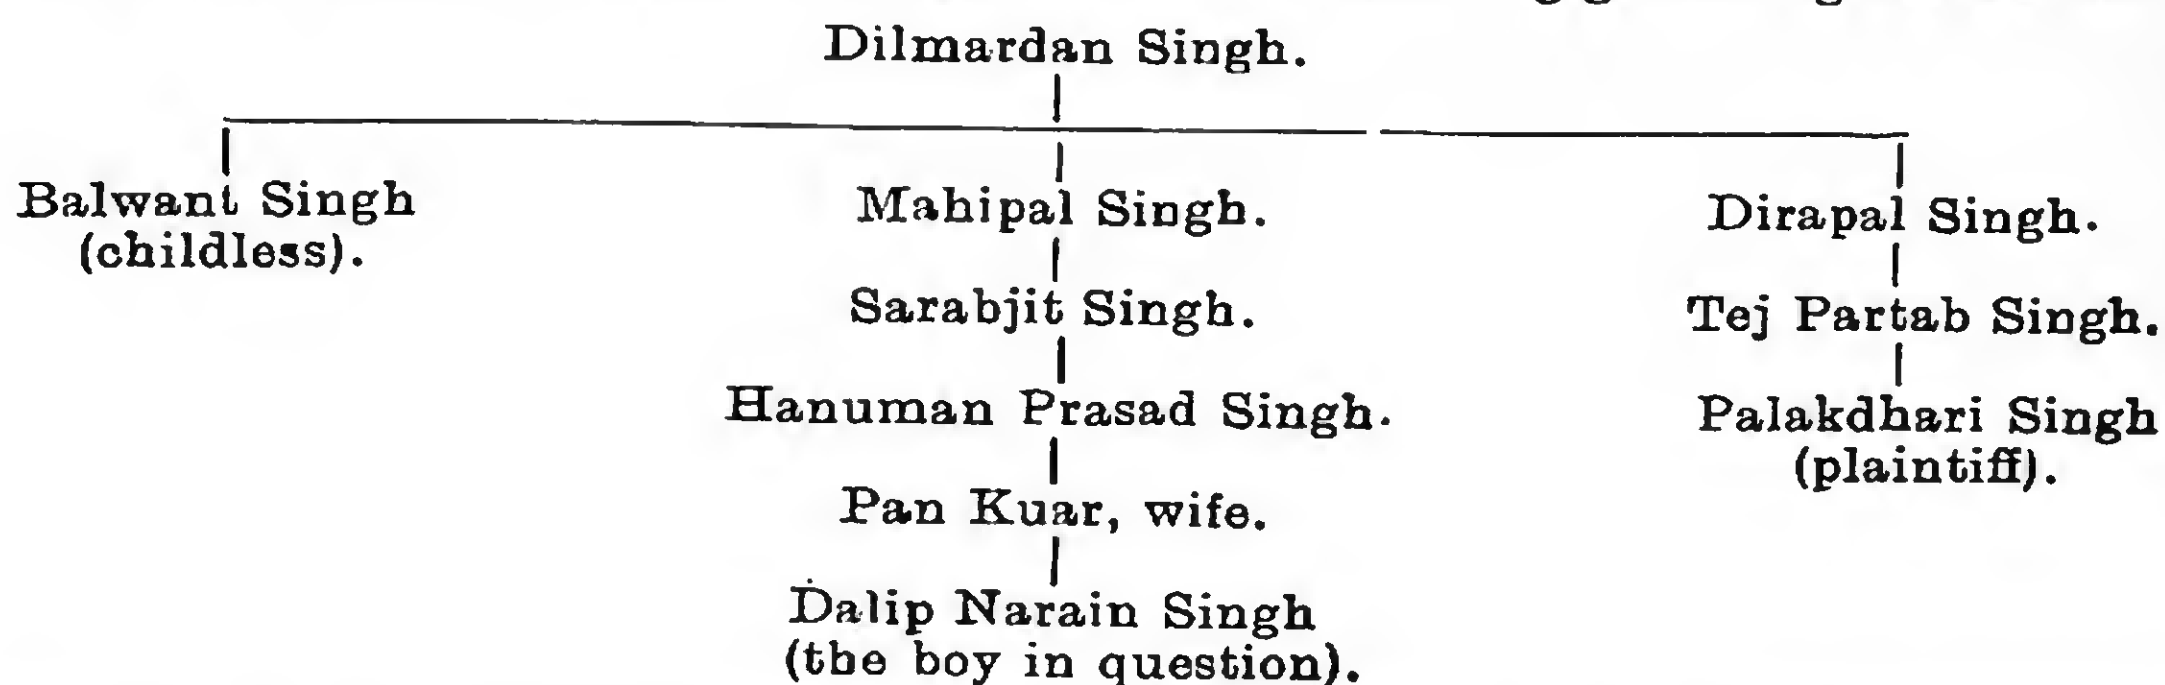 Dilmardan Singh.
Balwant Singh
(childless).
Mahipal Singh.
Dirapal Singh.
Sarabjit Singh.
Tej Partab Singh.
Hanuman Prasad Singh.
Palakdhari Singh
(plaintiff).
Pan Kuar, wife.
Dalip Narain Singh
(the boy in question).